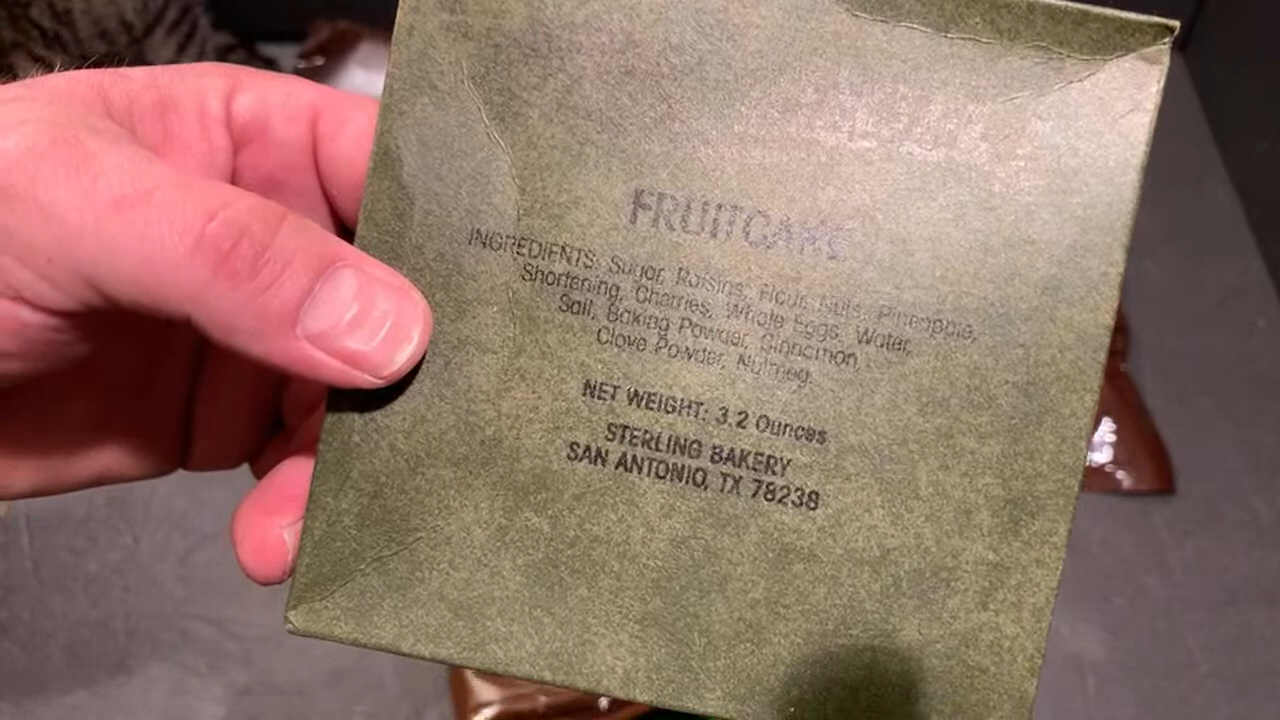 FRUITCAKE
INGREDIENTS: Sugar, Raisins, Flour, Nuts, Pineapple,
Shortening, Cherries, Whole Eggs, Water,
Salt, Baking Powder, Cinnamon,
Clove Powder, Nutmeg.
NET WEIGHT: 3.2 Ounces
STERLING BAKERY
SAN ANTONIO, TX 78238